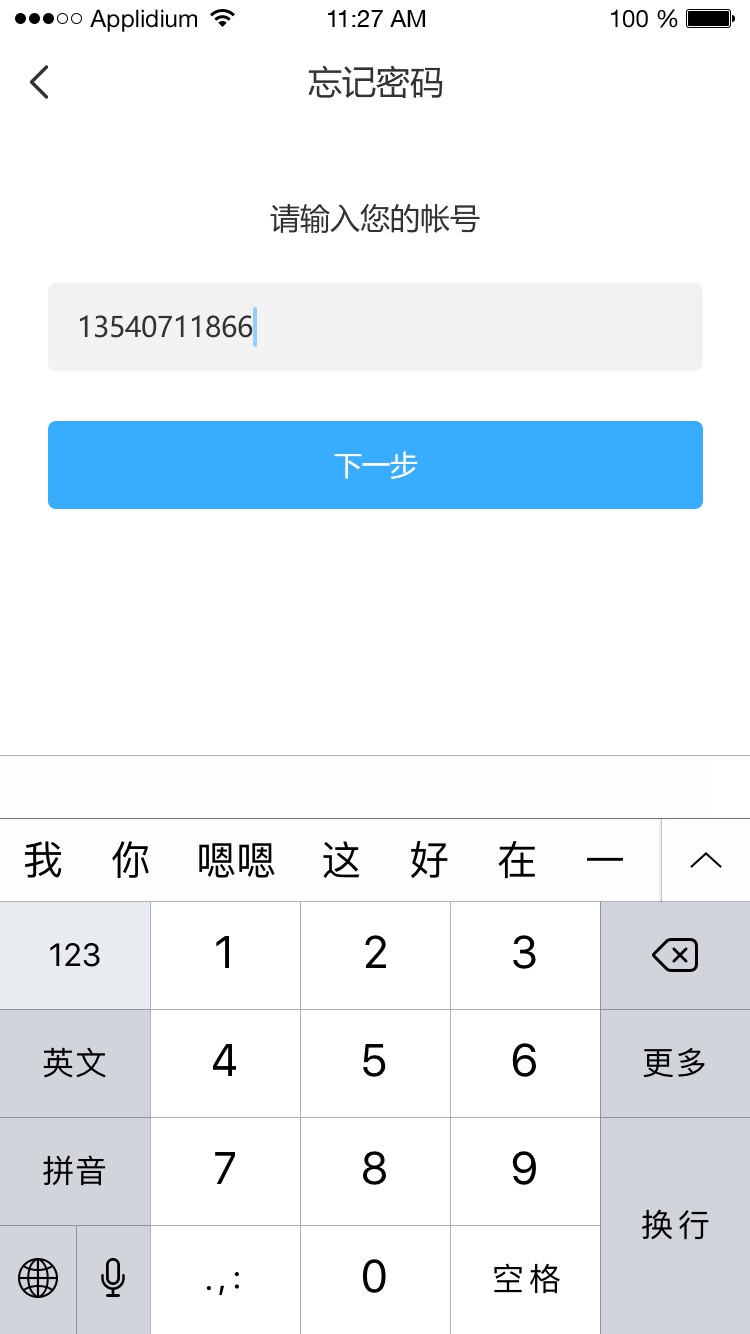 Applidium 11:27 AM 100 %
忘记密码
请输入您的帐号
13540711866
下一步
我 你 嗯嗯 这 好 在 一
123 1 2 3
英文 4 5 6 更多
拼音 7 8 9
换行
.,: 0 空格